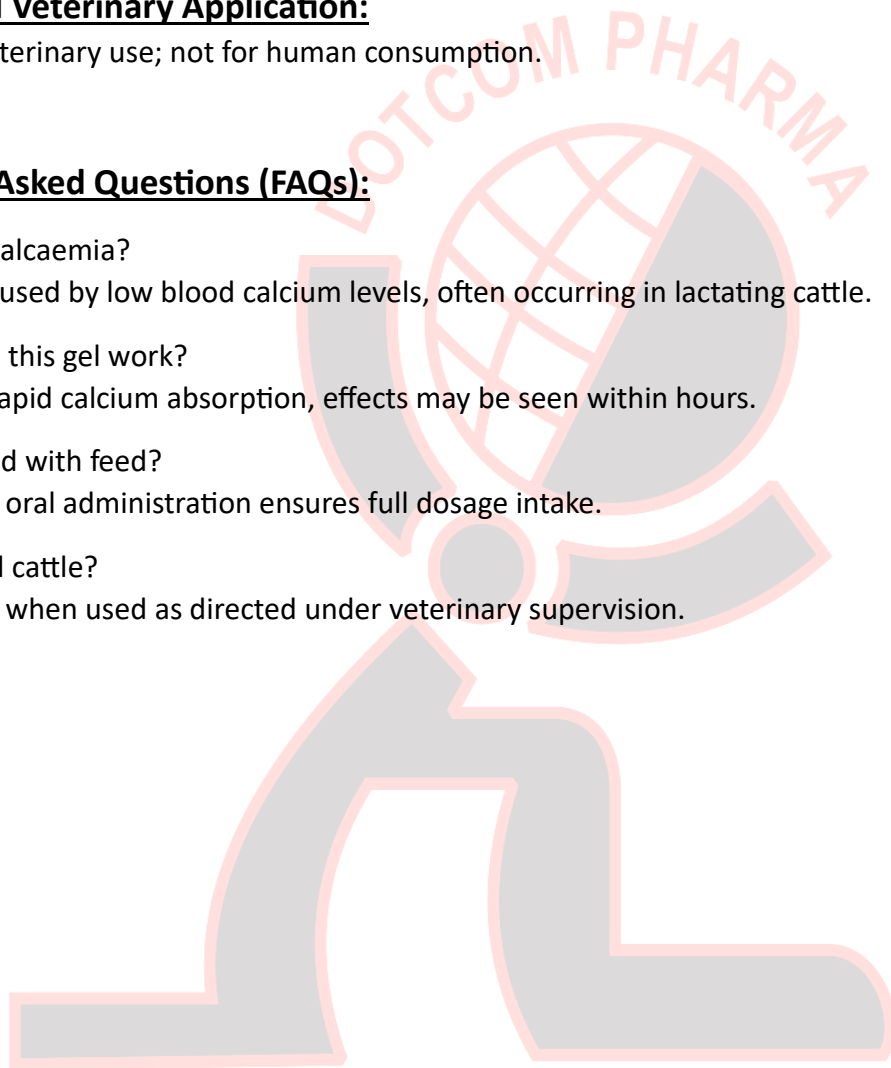 Veterinary Application:
terinary use; not for human consumption.
DOTCOM PHARMA
Asked Questions (FAQs):
alcaemia?
used by low blood calcium levels, often occurring in lactating cattle.
this gel work?
apid calcium absorption, effects may be seen within hours.
d with feed?
oral administration ensures full dosage intake.
cattle?
when used as directed under veterinary supervision.